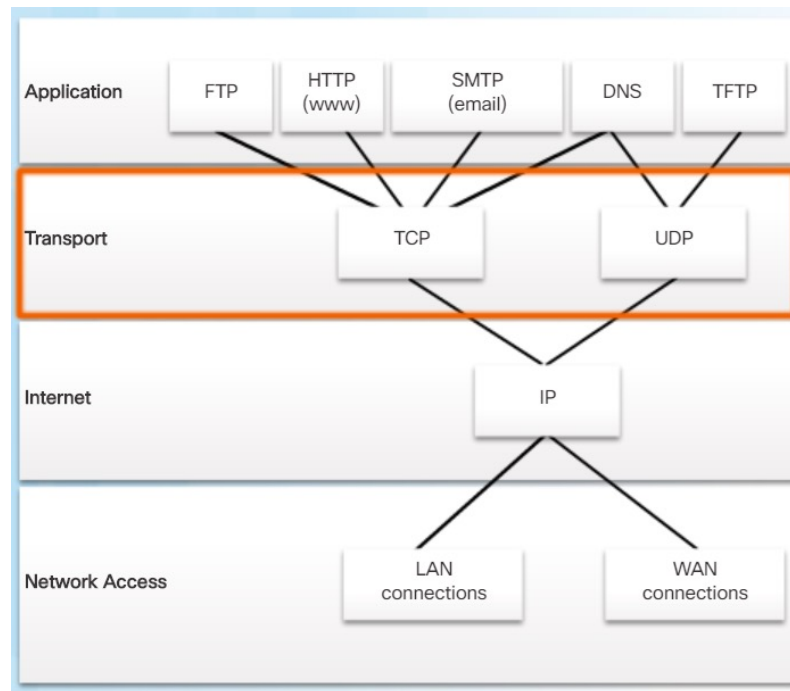 Application
FTP
HTTP
(www)
SMTP
(email)
DNS
TFTP
Transport
TCP
UDP
Internet
IP
Network Access
LAN
connections
WAN
connections